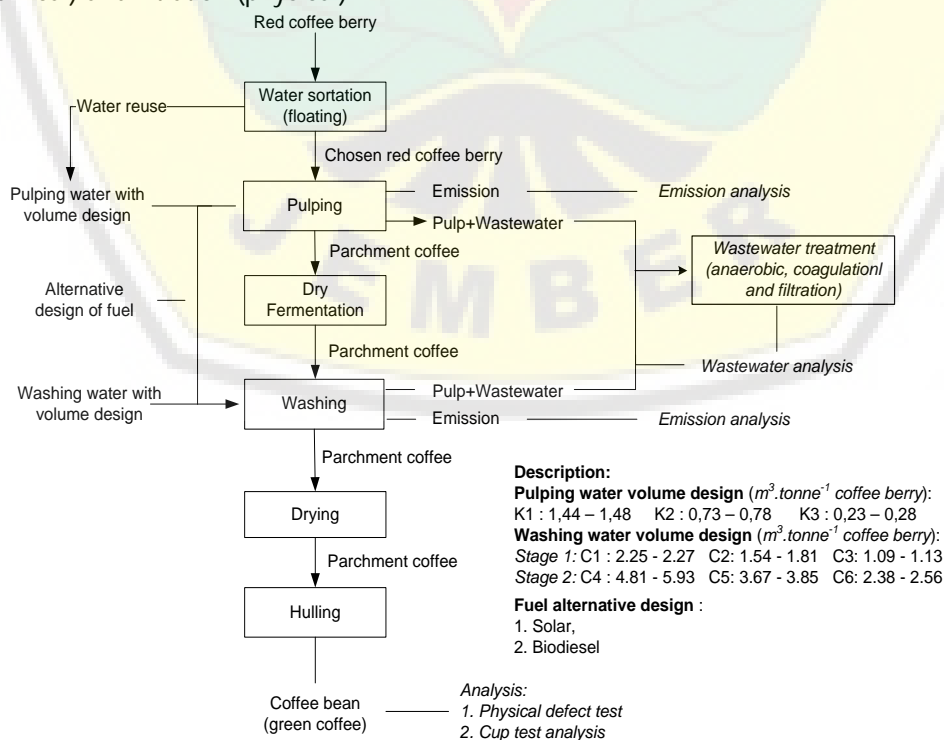 Red coffee berry
Water sortation
(floating)
Water reuse
Chosen red coffee berry
Pulping water with
volume design
Pulping
Emission
Emission analysis
Pulp+Wastewater
Parchment coffee
Wastewater treatment
(anaerobic, coagulationl
and filtration)
Alternative
design of fuel
Dry
Fermentation
Parchment coffee
Wastewater analysis
Washing water with
volume design
Washing
Pulp+Wastewater
Emission
Emission analysis
Parchment coffee
Drying
Parchment coffee
Hulling
Coffee bean
(green coffee)
Analysis:
1. Physical defect test
2. Cup test analysis
Description:
Pulping water volume design (m³.tonne⁻¹ coffee berry):
K1 : 1,44 – 1,48 K2 : 0,73 – 0,78 K3 : 0,23 – 0,28
Washing water volume design (m³.tonne⁻¹ coffee berry):
Stage 1: C1 : 2.25 - 2.27 C2: 1.54 - 1.81 C3: 1.09 - 1.13
Stage 2: C4 : 4.81 - 5.93 C5: 3.67 - 3.85 C6: 2.38 - 2.56
Fuel alternative design :
1. Solar,
2. Biodiesel
JEMBER